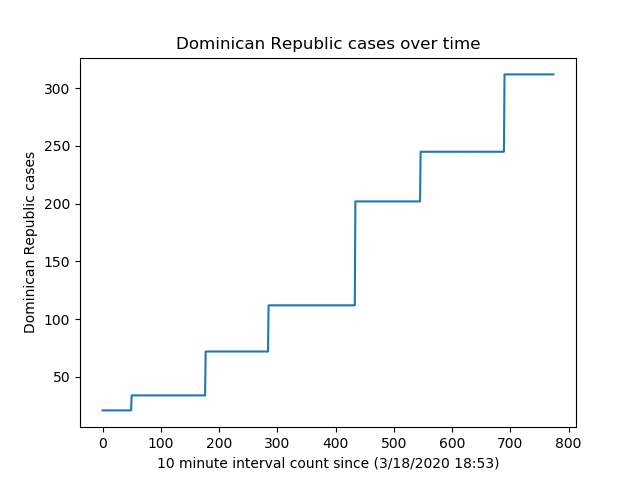 Dominican Republic cases over time
Dominican Republic cases
300
250
200
150
100
50
0 100 200 300 400 500 600 700 800
10 minute interval count since (3/18/2020 18:53)